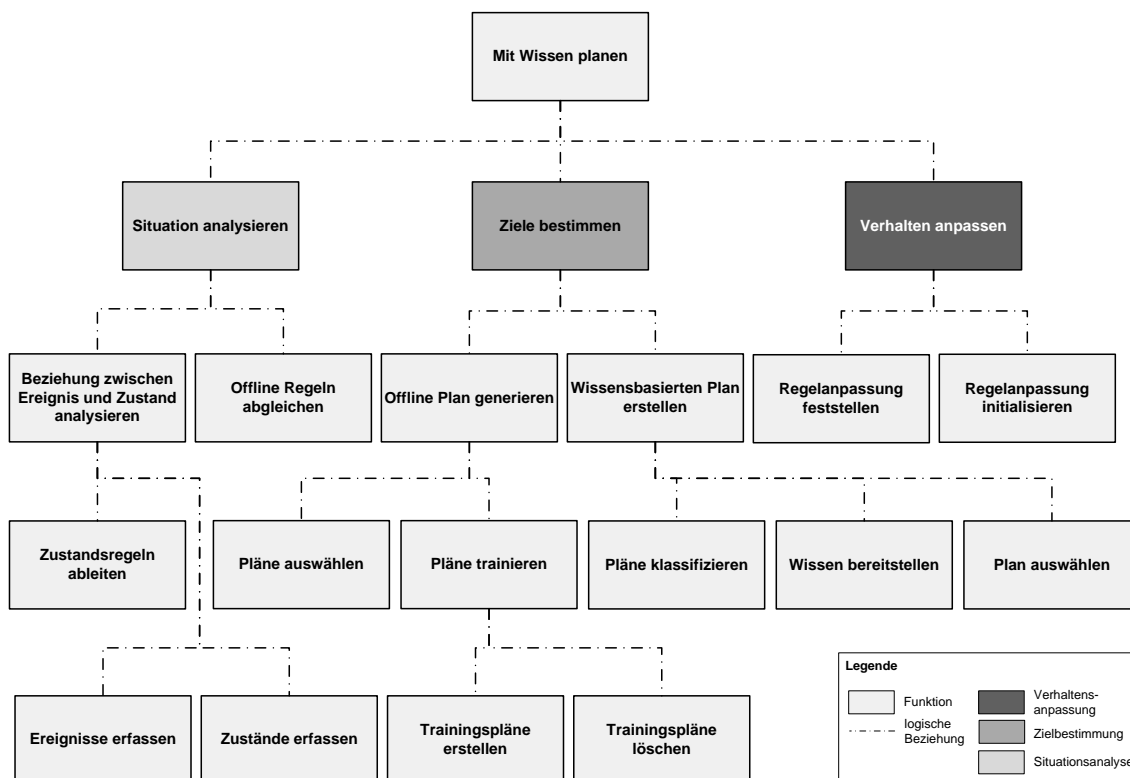 Mit Wissen planen
Situation analysieren
Ziele bestimmen
Verhalten anpassen
Beziehung zwischen
Ereignis und Zustand
analysieren
Offline Regeln
abgleichen
Offline Plan generieren
Wissensbasierten Plan
erstellen
Regelanpassung
feststellen
Regelanpassung
initialisieren
Zustandsregeln
ableiten
Pläne auswählen
Pläne trainieren
Pläne klassifizieren
Wissen bereitstellen
Plan auswählen
Ereignisse erfassen
Zustände erfassen
Trainingspläne
erstellen
Trainingspläne
löschen
Legende
Funktion
logische
Beziehung
Verhaltens-
anpassung
Zielbestimmung
Situationsanalyse